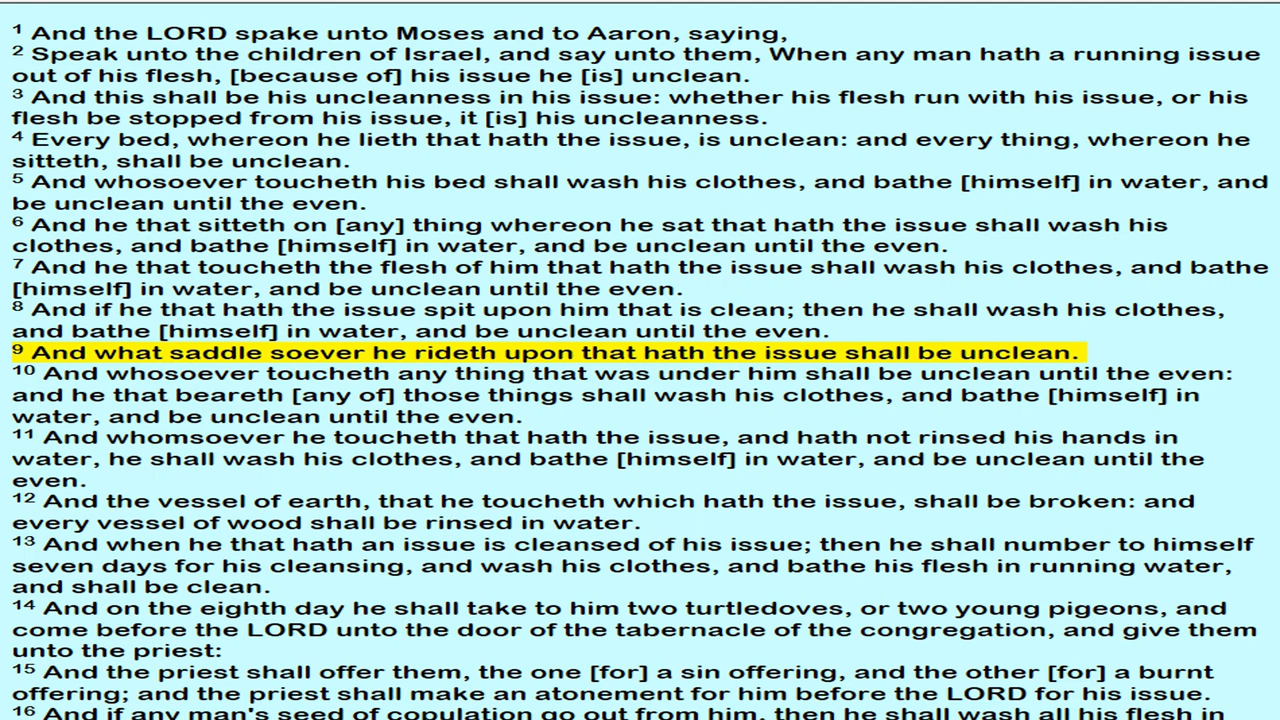 1 And the LORD spake unto Moses and to Aaron, saying,
2 Speak unto the children of Israel, and say unto them, When any man hath a running issue
out of his flesh, [because of] his issue he [is] unclean.
3 And this shall be his uncleanness in his issue: whether his flesh run with his issue, or his
flesh be stopped from his issue, it [is] his uncleanness.
4 Every bed, whereon he lieth that hath the issue, is unclean: and every thing, whereon he
sitteth, shall be unclean.
5 And whosoever toucheth his bed shall wash his clothes, and bathe [himself] in water, and
be unclean until the even.
6 And he that sitteth on [any] thing whereon he sat that hath the issue shall wash his
clothes, and bathe [himself] in water, and be unclean until the even.
7 And he that toucheth the flesh of him that hath the issue shall wash his clothes, and bathe
[himself] in water, and be unclean until the even.
8 And if he that hath the issue spit upon him that is clean; then he shall wash his clothes,
and bathe [himself] in water, and be unclean until the even.
9 And what saddle soever he rideth upon that hath the issue shall be unclean.
10 And whosoever toucheth any thing that was under him shall be unclean until the even:
and he that beareth [any of] those things shall wash his clothes, and bathe [himself] in
water, and be unclean until the even.
11 And whomsoever he toucheth that hath the issue, and hath not rinsed his hands in
water, he shall wash his clothes, and bathe [himself] in water, and be unclean until the
even.
12 And the vessel of earth, that he toucheth which hath the issue, shall be broken: and
every vessel of wood shall be rinsed in water.
13 And when he that hath an issue is cleansed of his issue; then he shall number to himself
seven days for his cleansing, and wash his clothes, and bathe his flesh in running water,
and shall be clean.
14 And on the eighth day he shall take to him two turtledoves, or two young pigeons, and
come before the LORD unto the door of the tabernacle of the congregation, and give them
unto the priest:
15 And the priest shall offer them, the one [for] a sin offering, and the other [for] a burnt
offering; and the priest shall make an atonement for him before the LORD for his issue.
16 And if any man's seed of copulation go out from him, then he shall wash all his flesh in